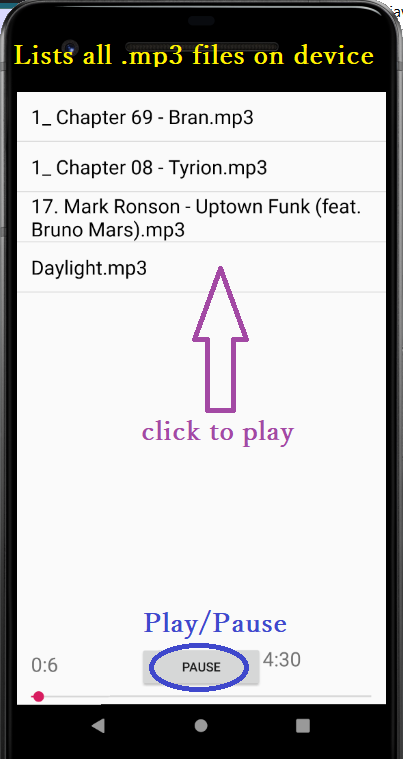 Lists all .mp3 files on device
1_ Chapter 69 - Bran.mp3
1_ Chapter 08 - Tyrion.mp3
17. Mark Ronson - Uptown Funk (feat.
Bruno Mars).mp3
Daylight.mp3
click to play
Play/Pause
0:6
PAUSE
4:30